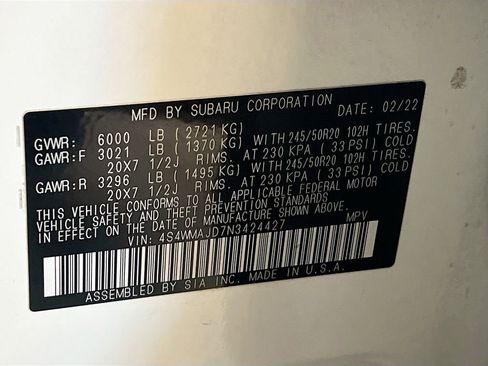 MFD BY SUBARU CORPORATION DATE: 02/22
GVWR: 6000 LB (2721 KG)
GAWR:F 3021 LB (1370 KG) WITH 245/50R20 102H TIRES.
20X7 1/2J RIMS. AT 230 KPA (33 PSI) COLD
GAWR:R 3296 LB (1495 KG) WITH 245/50R20 102H TIRES.
20X7 1/2J RIMS. AT 230 KPA (33 PSI) COLD
THIS VEHICLE CONFORMS TO ALL APPLICABLE FEDERAL MOTOR
VEHICLE SAFETY AND THEFT PREVENTION STANDARDS
IN EFFECT ON THE DATE OF MANUFACTURE SHOWN ABOVE.
VIN: 4S4WMAJD7N3424427 MPV
ASSEMBLED BY SIA INC. MADE IN U.S.A.